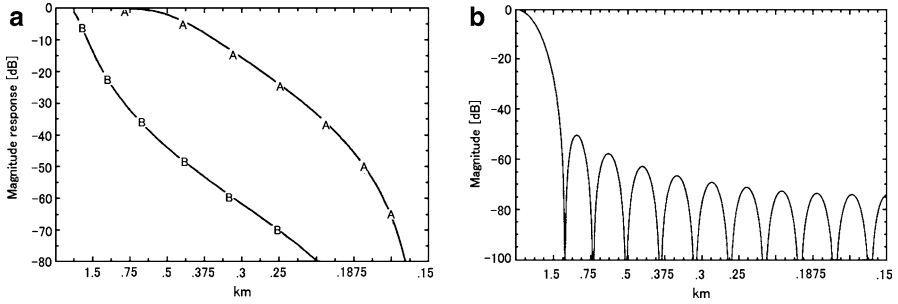 a
Magnitude response [dB]
0
-10
-20
-30
-40
-50
-60
-70
-80
A
A
A
A
A
A
A
B
B
B
B
B
B
1.5 .75 .5 .375 .3 .25 .1875 .15
km
b
Magnitude [dB]
0
-20
-40
-60
-80
-100
1.5 .75 .5 .375 .3 .25 .1875 .15
km